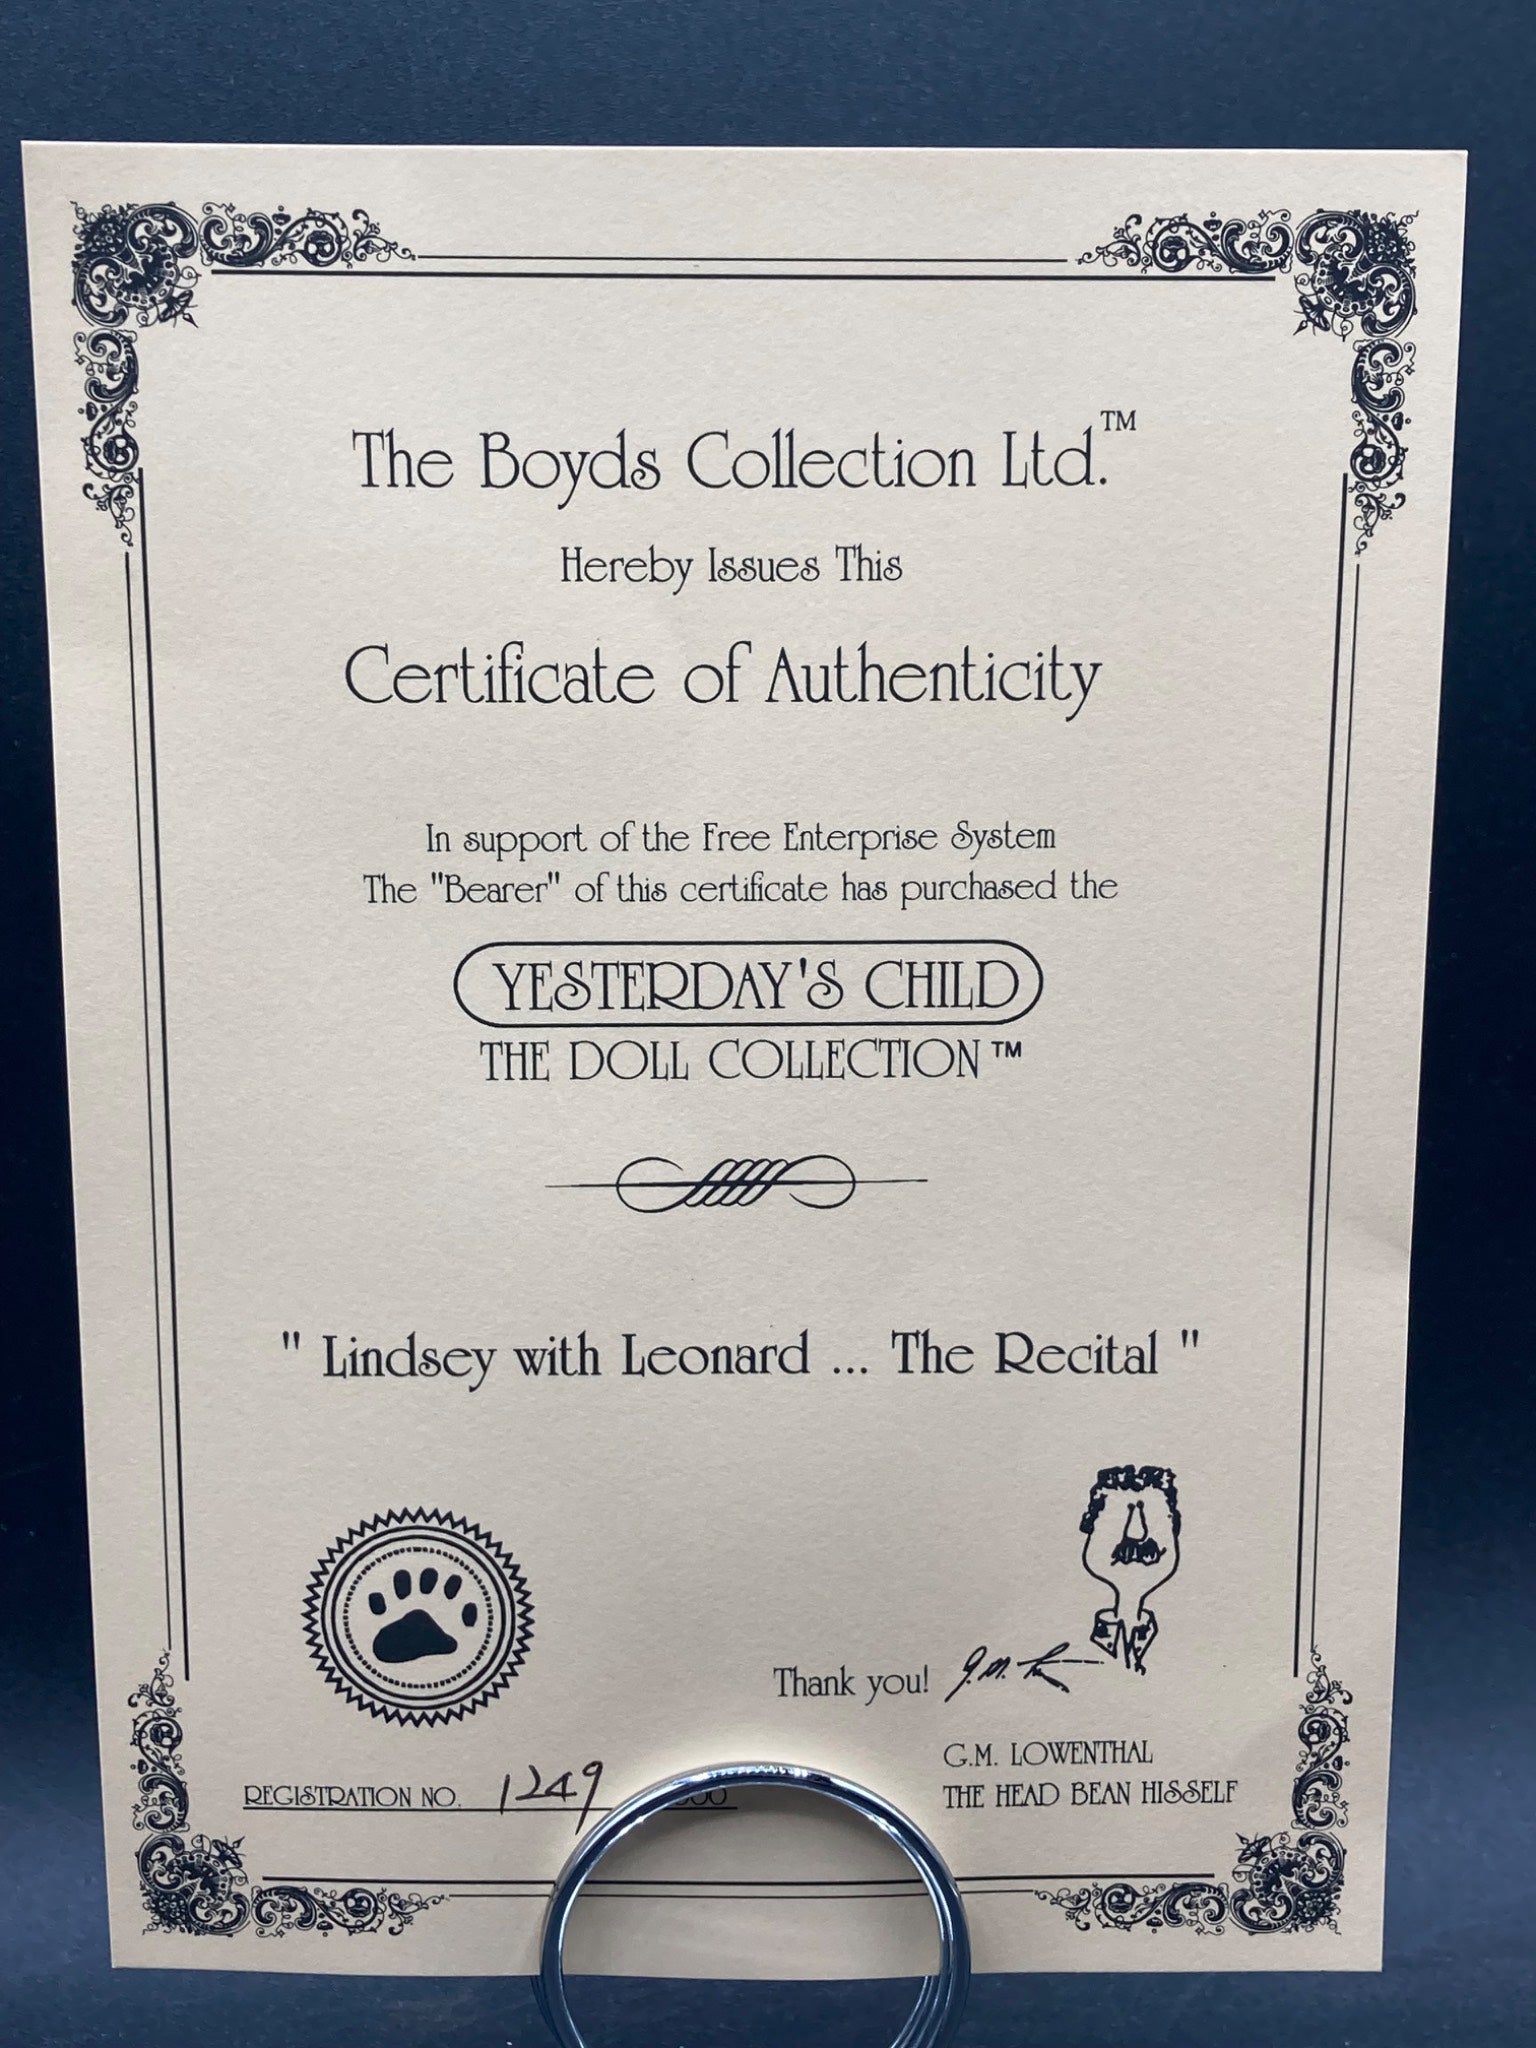 The Boyds Collection Ltd.™
Hereby Issues This
Certificate of Authenticity
In support of the Free Enterprise System
The "Bearer" of this certificate has purchased the
YESTERDAY'S CHILD
THE DOLL COLLECTION™
" Lindsey with Leonard ... The Recital "
Thank you!
G.M. LOWENTHAL
THE HEAD BEAN HISSELF
REGISTRATION NO. 1249